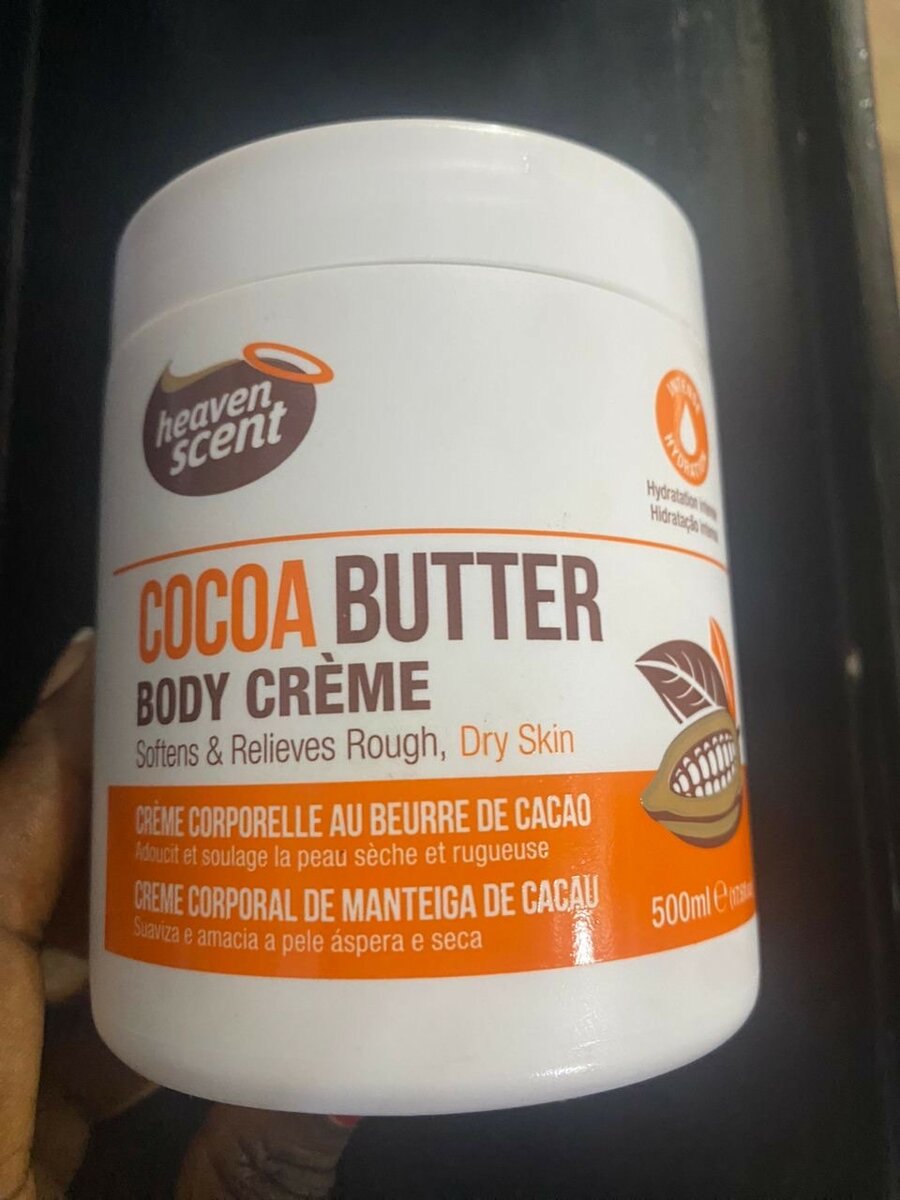 heaven
scent
INTENSE
HYDRATION
Hydratation intense
Hidratação intensa
COCOA BUTTER
BODY CRÈME
Softens & Relieves Rough, Dry Skin
CRÈME CORPORELLE AU BEURRE DE CACAO
Adoucit et soulage la peau sèche et rugueuse
CREME CORPORAL DE MANTEIGA DE CACAU
Suaviza e amacia a pele áspera e seca
500ml e